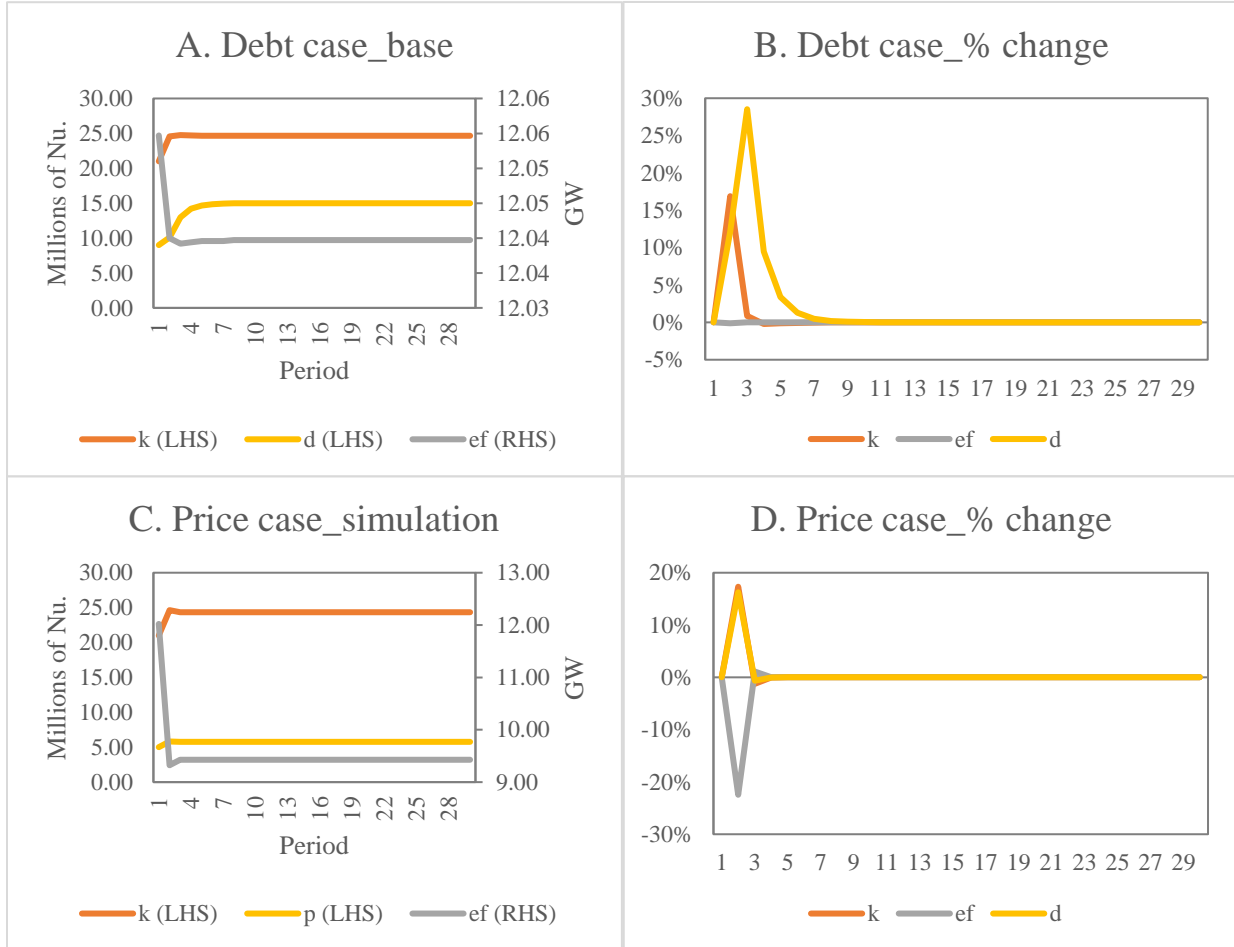 A. Debt case_base
30.00
25.00
20.00
15.00
10.00
5.00
0.00
Millions of Nu.
12.06
12.06
12.05
12.05
12.04
12.04
12.03
GW
1 4 7 10 13 16 19 22 25 28
Period
k (LHS) d (LHS) ef (RHS)
B. Debt case_% change
30%
25%
20%
15%
10%
5%
0%
-5%
1 3 5 7 9 11 13 15 17 19 21 23 25 27 29
k ef d
C. Price case_simulation
30.00
25.00
20.00
15.00
10.00
5.00
0.00
Millions of Nu.
13.00
12.00
11.00
10.00
9.00
GW
1 4 7 10 13 16 19 22 25 28
Period
k (LHS) p (LHS) ef (RHS)
D. Price case_% change
20%
10%
0%
-10%
-20%
-30%
1 3 5 7 9 11 13 15 17 19 21 23 25 27 29
k ef d